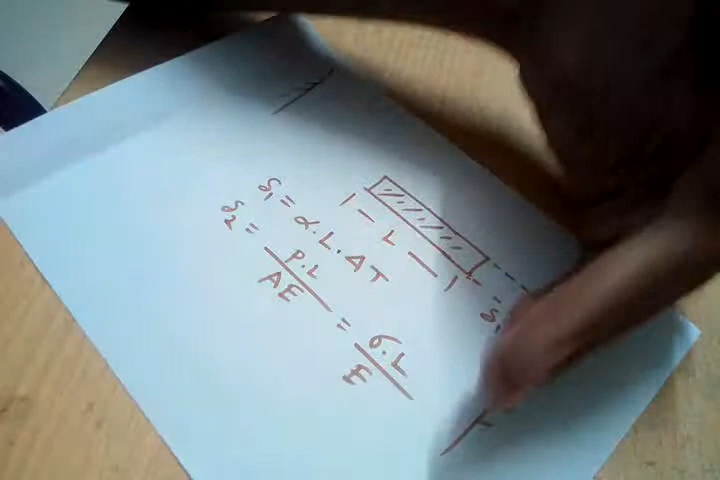 L
δ₁
δ₁ = α.L.ΔT
δ₂ = P.L/AE = σ.L/E